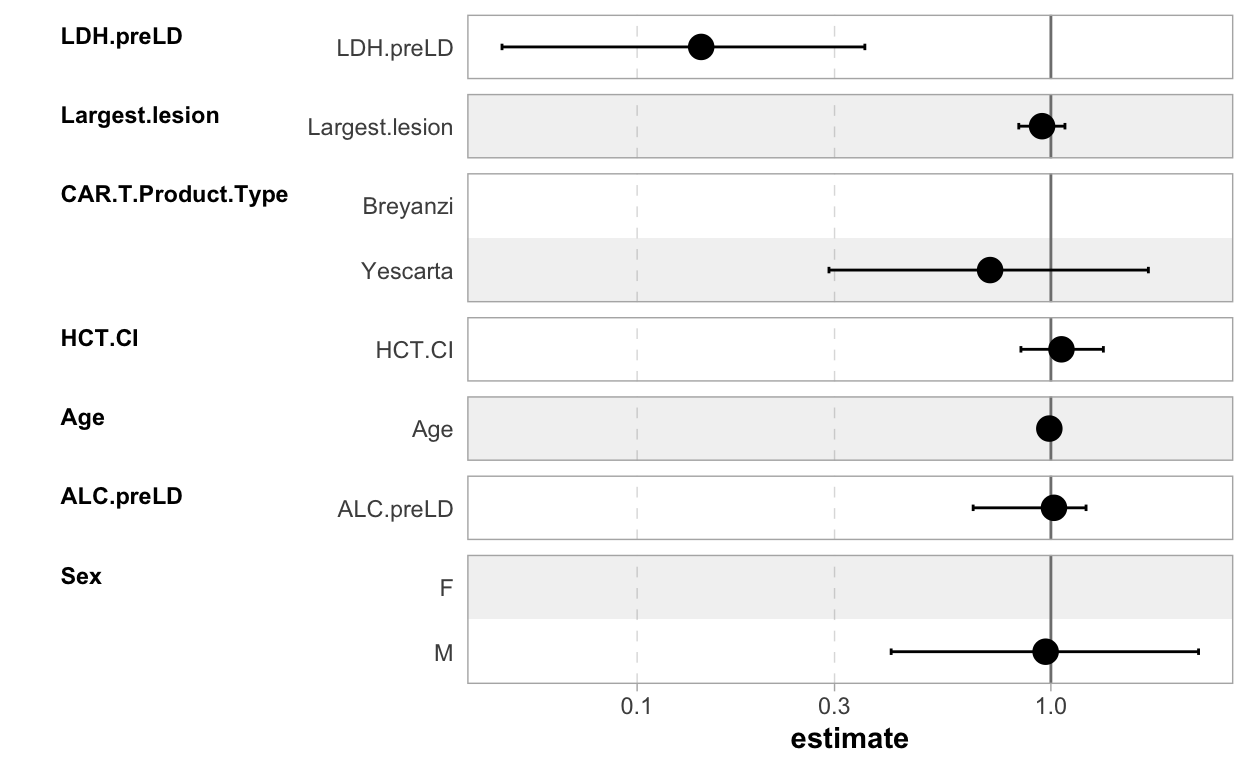 LDH.preLD
LDH.preLD
Largest.lesion
Largest.lesion
CAR.T.Product.Type
Breyanzi
Yescarta
HCT.CI
HCT.CI
Age
Age
ALC.preLD
ALC.preLD
Sex
F
M
0.1 0.3 1.0
estimate